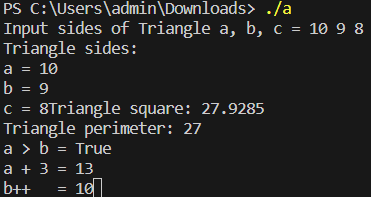 PS C:\Users\admin\Downloads> ./a
Input sides of Triangle a, b, c = 10 9 8
Triangle sides:
a = 10
b = 9
c = 8Triangle square: 27.9285
Triangle perimeter: 27
a > b = True
a + 3 = 13
b++   = 10